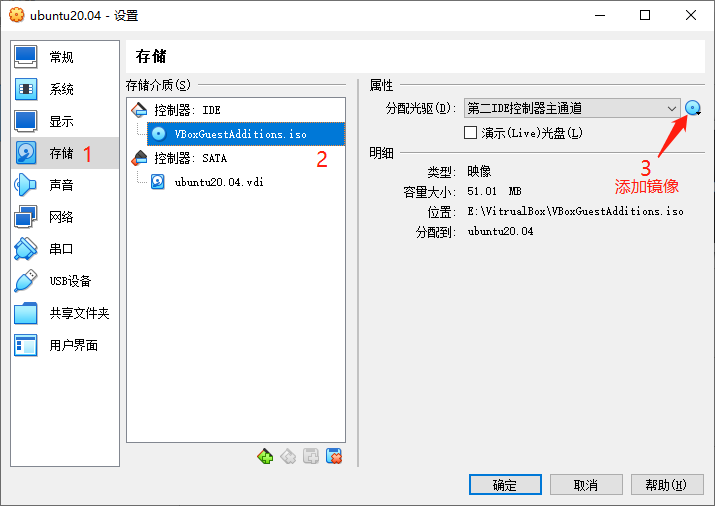 ubuntu20.04 - 设置
常规
系统
显示
存储 1
声音
网络
串口
USB设备
共享文件夹
用户界面
存储
存储介质(S)
控制器: IDE
VBoxGuestAdditions.iso
2
控制器: SATA
ubuntu20.04.vdi
属性
分配光驱(D): 第二IDE控制器主通道
演示(Live)光盘(L)
3
添加镜像
明细
类型: 映像
容量大小: 51.01 MB
位置: E:\VitrualBox\VBoxGuestAdditions.iso
分配到: ubuntu20.04
确定
取消
帮助(H)